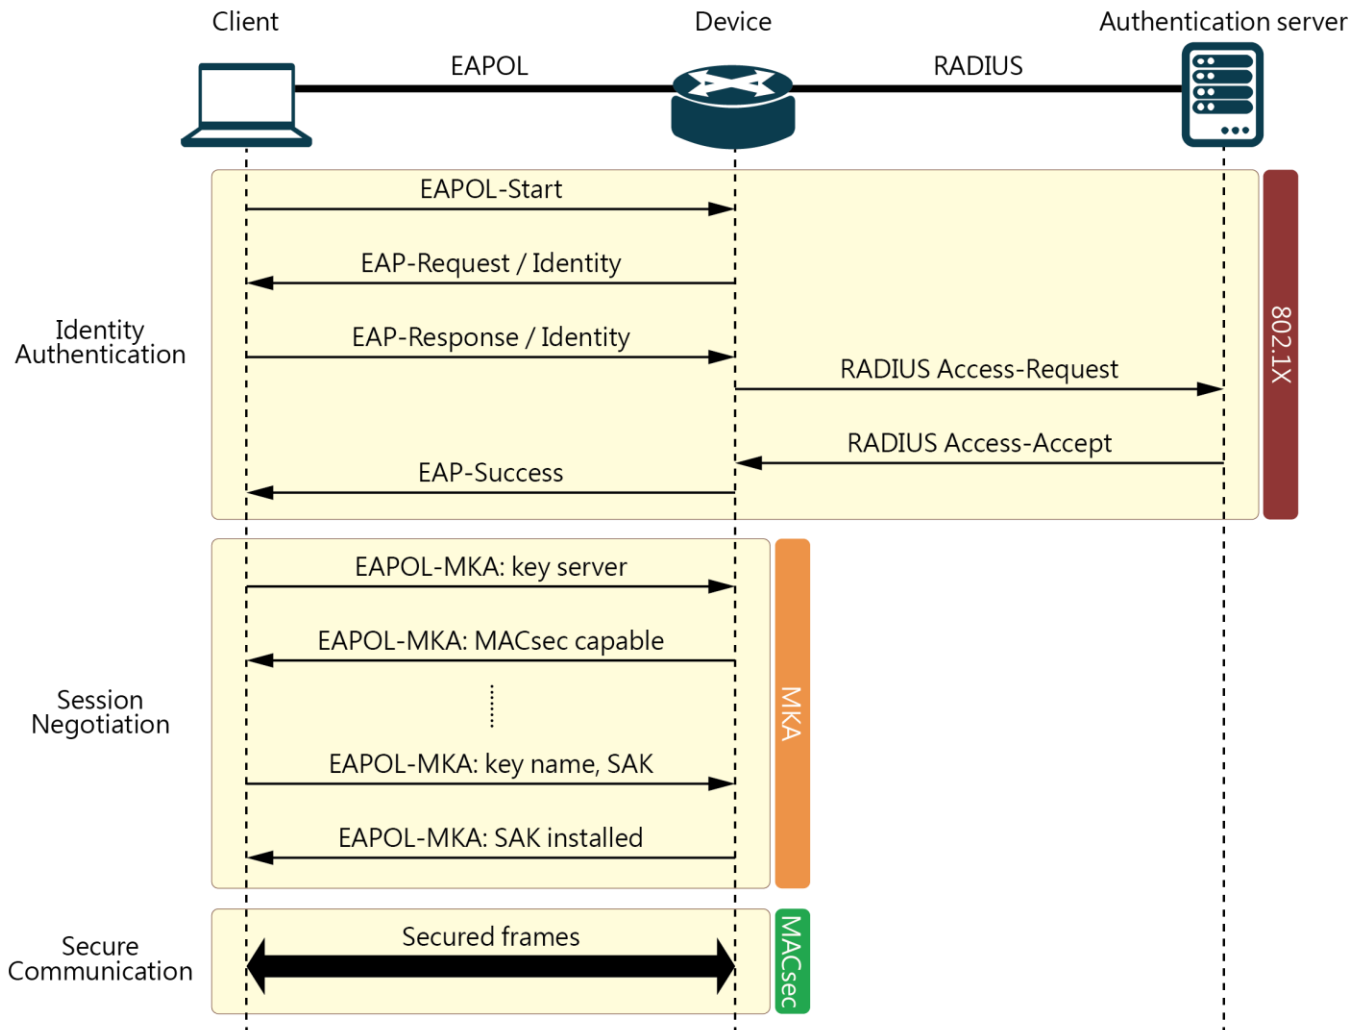 Client
Device
Authentication server
EAPOL
RADIUS
EAPOL-Start
EAP-Request / Identity
Identity
Authentication
EAP-Response / Identity
RADIUS Access-Request
802.1X
RADIUS Access-Accept
EAP-Success
EAPOL-MKA: key server
EAPOL-MKA: MACsec capable
Session
Negotiation
MKA
EAPOL-MKA: key name, SAK
EAPOL-MKA: SAK installed
Secure
Communication
Secured frames
MACsec